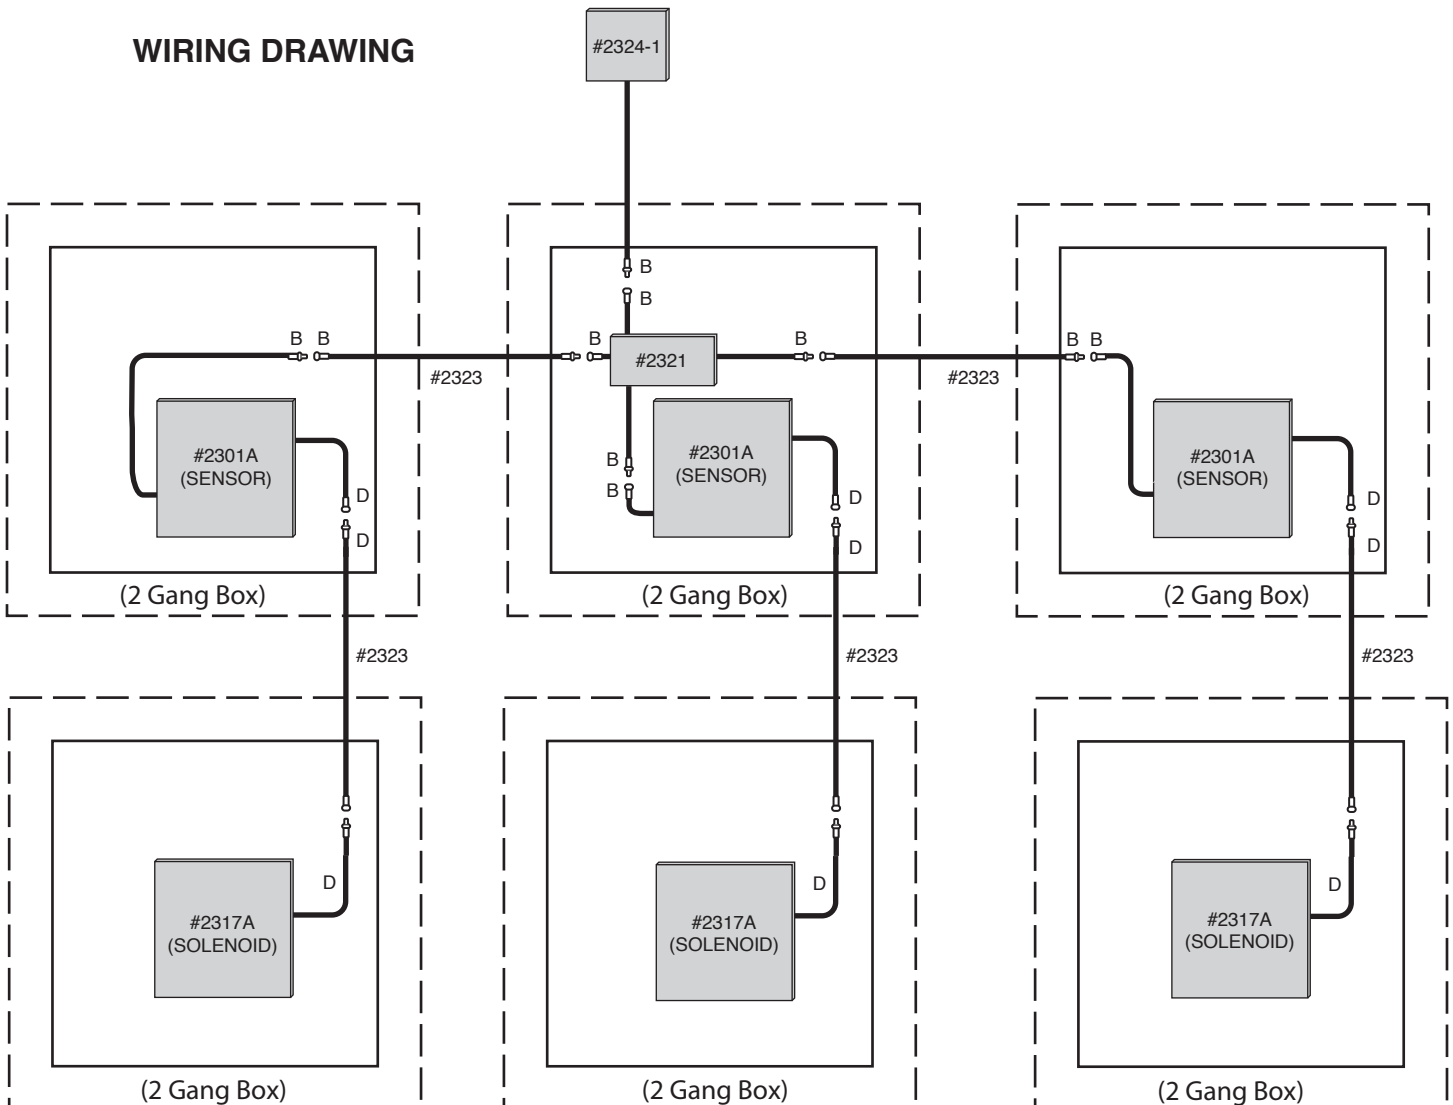 WIRING DRAWING
#2324-1
B
B
B
B
B
B
B
B
#2321
#2323
#2323
#2301A
(SENSOR)
D
D
B
B
#2301A
(SENSOR)
D
D
#2301A
(SENSOR)
D
D
(2 Gang Box)
(2 Gang Box)
(2 Gang Box)
#2323
#2323
#2323
D
#2317A
(SOLENOID)
D
#2317A
(SOLENOID)
D
#2317A
(SOLENOID)
(2 Gang Box)
(2 Gang Box)
(2 Gang Box)